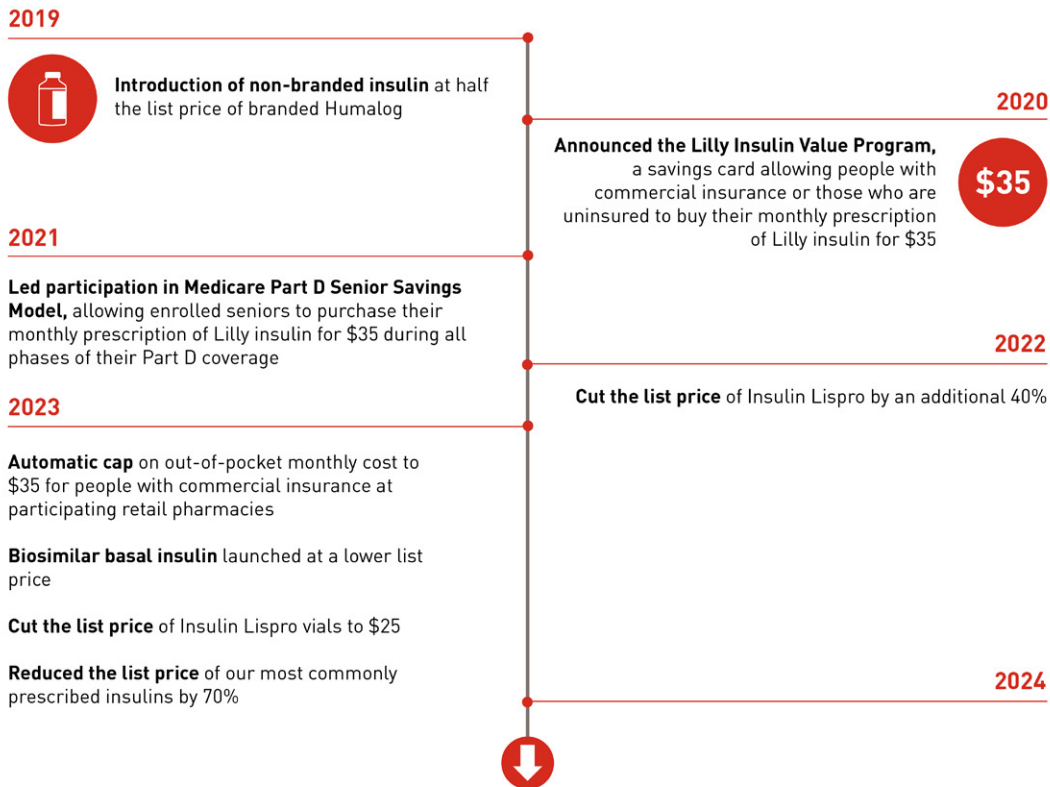 2019
Introduction of non-branded insulin at half
the list price of branded Humalog
2020
Announced the Lilly Insulin Value Program,
a savings card allowing people with
commercial insurance or those who are
uninsured to buy their monthly prescription
of Lilly insulin for $35
$35
2021
Led participation in Medicare Part D Senior Savings
Model, allowing enrolled seniors to purchase their
monthly prescription of Lilly insulin for $35 during all
phases of their Part D coverage
2022
Cut the list price of Insulin Lispro by an additional 40%
2023
Automatic cap on out-of-pocket monthly cost to
$35 for people with commercial insurance at
participating retail pharmacies
Biosimilar basal insulin launched at a lower list
price
Cut the list price of Insulin Lispro vials to $25
Reduced the list price of our most commonly
prescribed insulins by 70%
2024